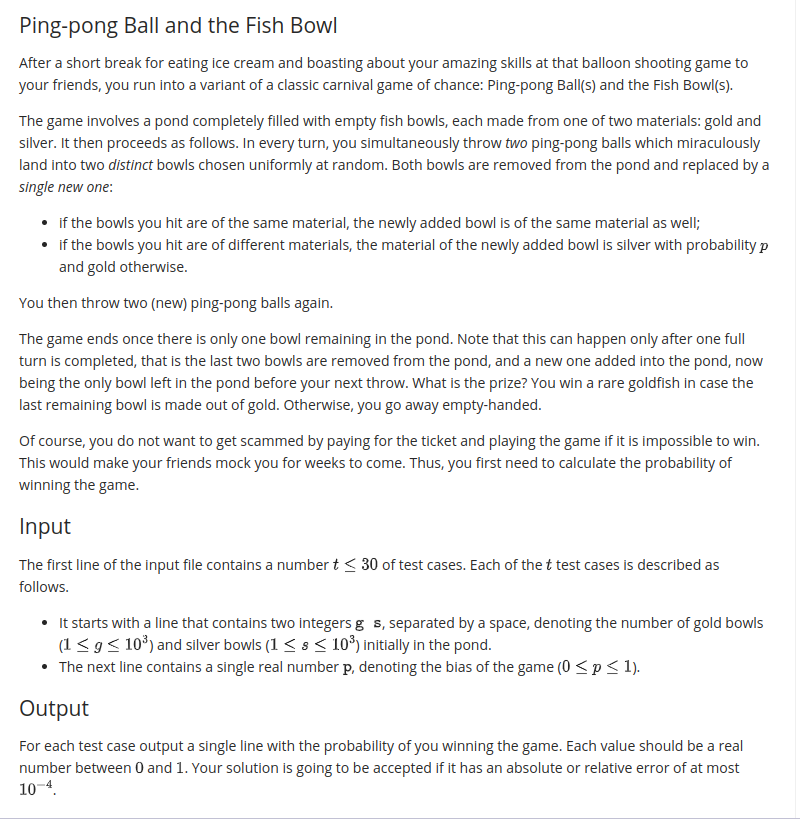 Ping-pong Ball and the Fish Bowl
After a short break for eating ice cream and boasting about your amazing skills at that balloon shooting game to
your friends, you run into a variant of a classic carnival game of chance: Ping-pong Ball(s) and the Fish Bowl(s).
The game involves a pond completely filled with empty fish bowls, each made from one of two materials: gold and
silver. It then proceeds as follows. In every turn, you simultaneously throw two ping-pong balls which miraculously
land into two distinct bowls chosen uniformly at random. Both bowls are removed from the pond and replaced by a
single new one:
• if the bowls you hit are of the same material, the newly added bowl is of the same material as well;
• if the bowls you hit are of different materials, the material of the newly added bowl is silver with probability p
and gold otherwise.
You then throw two (new) ping-pong balls again.
The game ends once there is only one bowl remaining in the pond. Note that this can happen only after one full
turn is completed, that is the last two bowls are removed from the pond, and a new one added into the pond, now
being the only bowl left in the pond before your next throw. What is the prize? You win a rare goldfish in case the
last remaining bowl is made out of gold. Otherwise, you go away empty-handed.
Of course, you do not want to get scammed by paying for the ticket and playing the game if it is impossible to win.
This would make your friends mock you for weeks to come. Thus, you first need to calculate the probability of
winning the game.
Input
The first line of the input file contains a number t ≤ 30 of test cases. Each of the t test cases is described as
follows.
• It starts with a line that contains two integers g s, separated by a space, denoting the number of gold bowls
(1 ≤ g ≤ 10³) and silver bowls (1 ≤ s ≤ 10³) initially in the pond.
• The next line contains a single real number p, denoting the bias of the game (0 ≤ p ≤ 1).
Output
For each test case output a single line with the probability of you winning the game. Each value should be a real
number between 0 and 1. Your solution is going to be accepted if it has an absolute or relative error of at most
10⁻⁴.